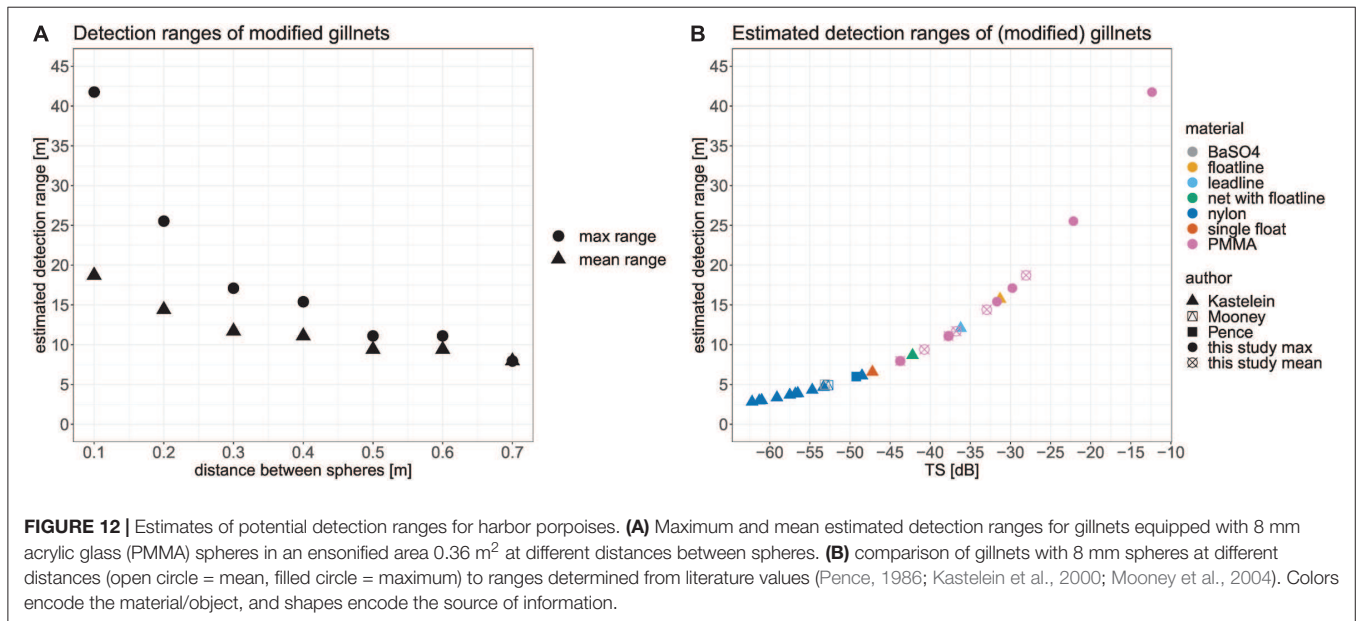 A Detection ranges of modified gillnets
estimated detection range [m]
45
40
35
30
25
20
15
10
5
0
0.1 0.2 0.3 0.4 0.5 0.6 0.7
distance between spheres [m]
max range
mean range
B Estimated detection ranges of (modified) gillnets
estimated detection range [m]
45
40
35
30
25
20
15
10
5
0
−60 −55 −50 −45 −40 −35 −30 −25 −20 −15 −10
TS [dB]
material
BaSO4
floatline
leadline
net with floatline
nylon
single float
PMMA
author
Kastelein
Mooney
Pence
this study max
this study mean
FIGURE 12 | Estimates of potential detection ranges for harbor porpoises. (A) Maximum and mean estimated detection ranges for gillnets equipped with 8 mm
acrylic glass (PMMA) spheres in an ensonified area 0.36 m² at different distances between spheres. (B) comparison of gillnets with 8 mm spheres at different
distances (open circle = mean, filled circle = maximum) to ranges determined from literature values (Pence, 1986; Kastelein et al., 2000; Mooney et al., 2004). Colors
encode the material/object, and shapes encode the source of information.